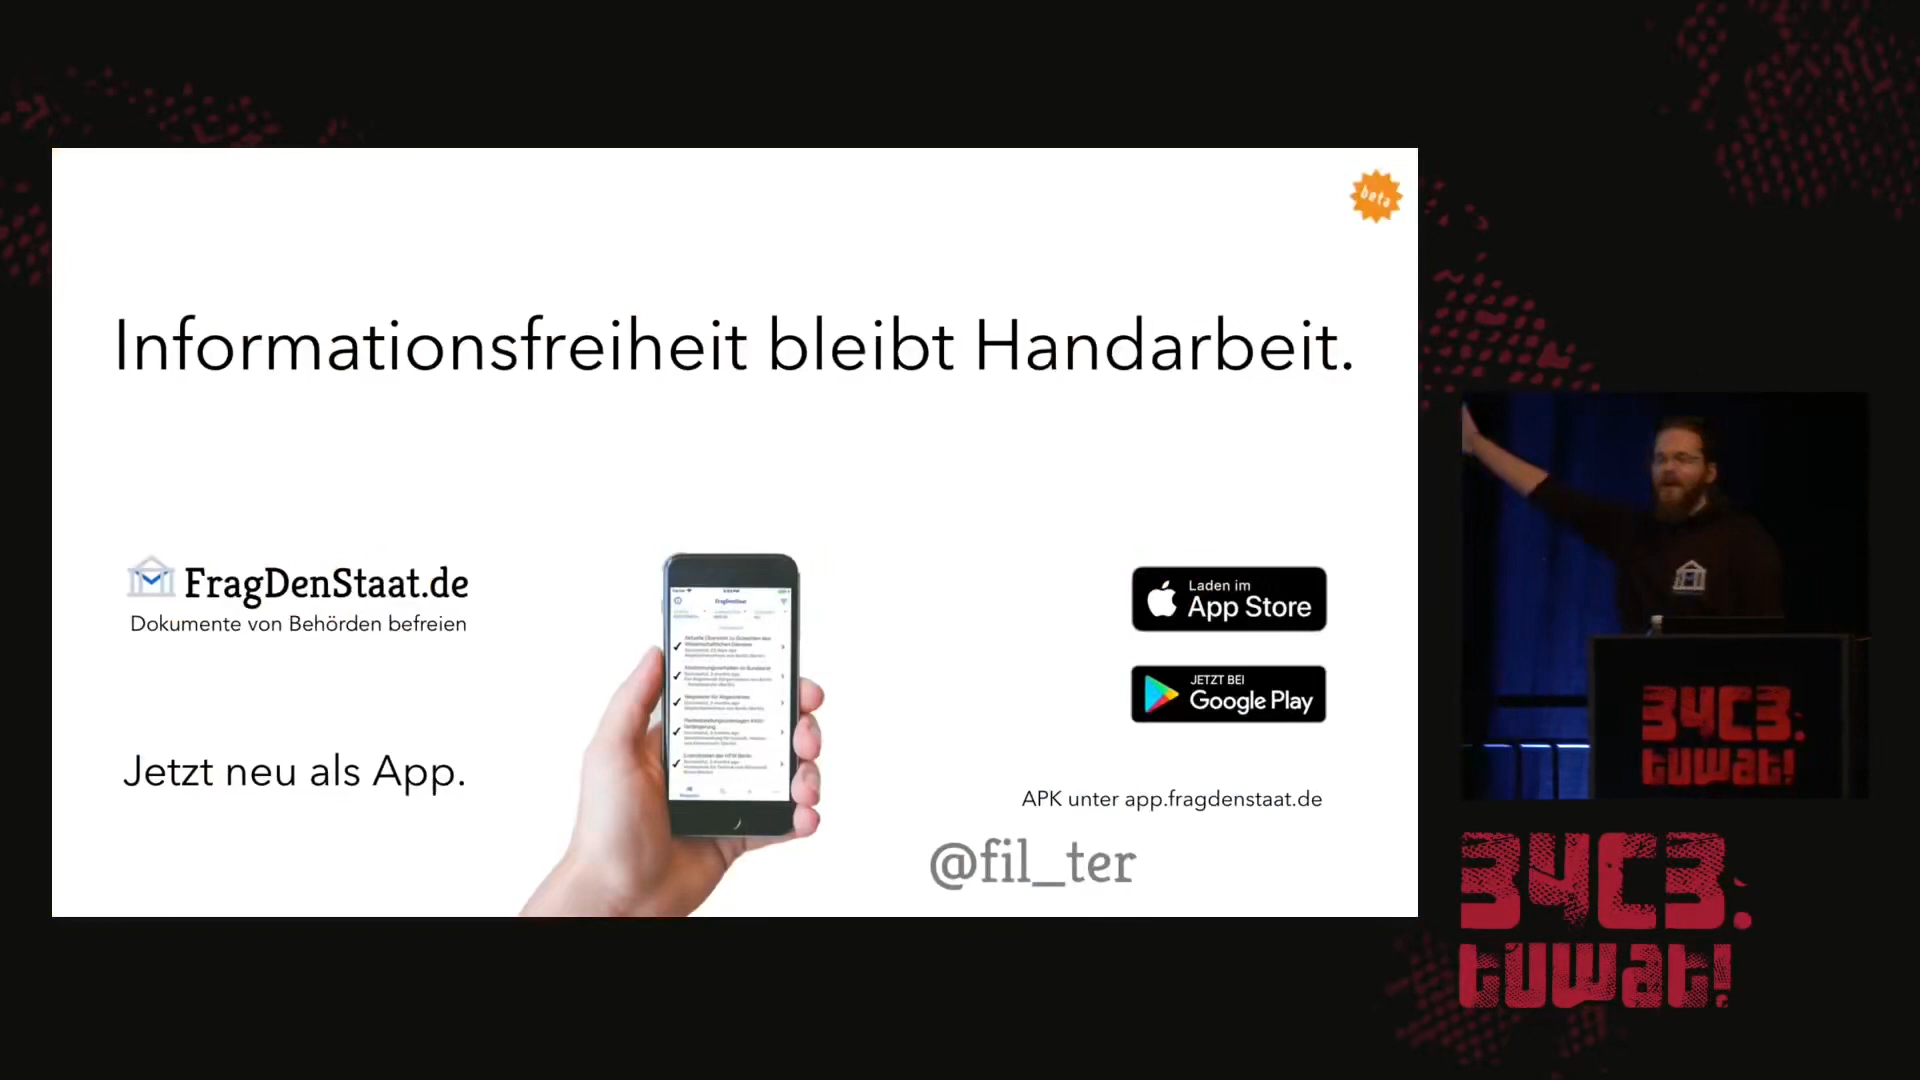 beta
Informationsfreiheit bleibt Handarbeit.
FragDenStaat.de
Dokumente von Behörden befreien
Jetzt neu als App.
FragDenStaat
Laden im
App Store
JETZT BEI
Google Play
APK unter app.fragdenstaat.de
@fil_ter
34C3.
tuwat!
34C3.
tuwat!